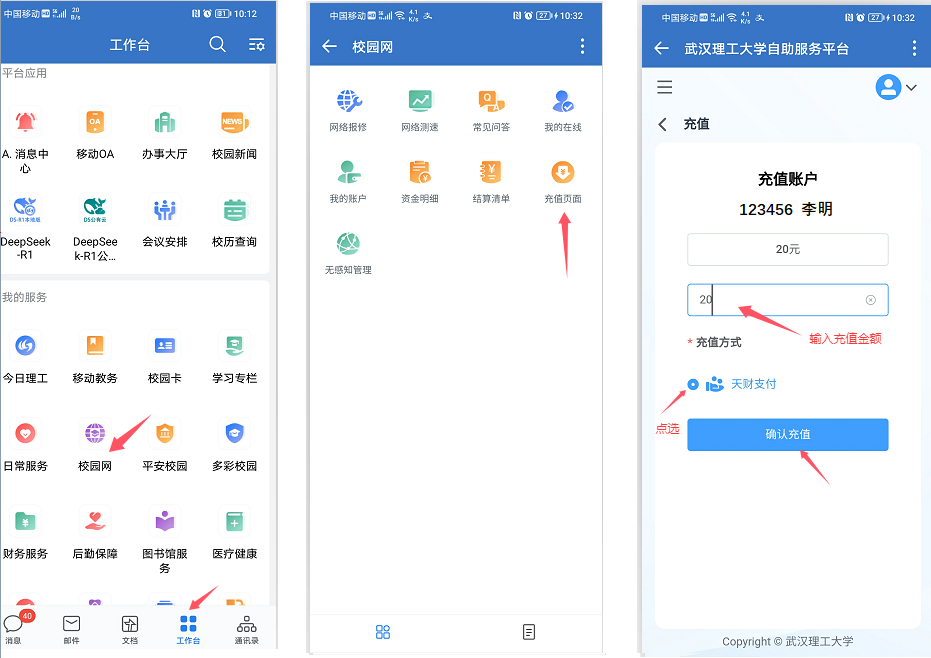 中国移动 HD 5G 20 B/s 81 10:12
工作台
平台应用
A. 消息中心
移动OA
办事大厅
校园新闻
OA
NEWS
DS-R1本地版
DS公有云
DeepSeek-R1
DeepSeek-R1公...
会议安排
校历查询
我的服务
今日理工
移动教务
校园卡
学习专栏
日常服务
校园网
平安校园
多彩校园
财务服务
后勤保障
图书馆服务
医疗健康
40
消息
邮件
文档
工作台
通讯录
中国移动 HD 5G 4.1 K/s 27 10:32
校园网
网络报修
网络测速
常见问答
我的在线
我的账户
资金明细
结算清单
充值页面
无感知管理
中国移动 HD 5G 4.1 K/s 27 10:32
武汉理工大学自助服务平台
充值
充值账户
123456 李明
20元
20
输入充值金额
* 充值方式
天财支付
点选
确认充值
Copyright © 武汉理工大学